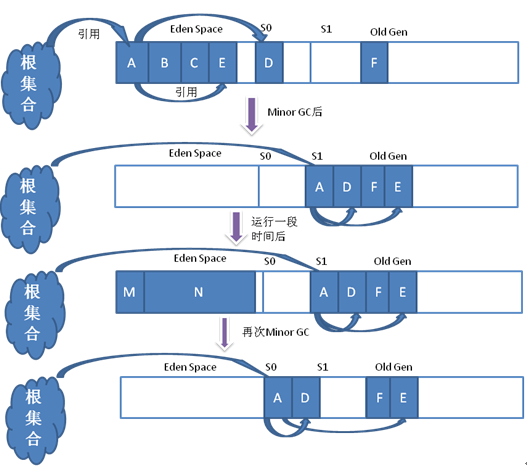 Eden Space S0 S1 Old Gen
引用
根集合
A B C E D F
引用
Minor GC后
Eden Space S0 S1 Old Gen
根集合
A D F E
运行一段
时间后
Eden Space S0 S1 Old Gen
根集合
M N A D F E
再次Minor GC
Eden Space S0 S1 Old Gen
根集合
A D F E